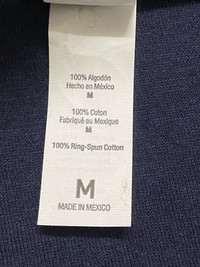 100% Algodón
Hecho en México
M
100% Coton
Fabriqué au Mexique
M
100% Ring-Spun Cotton
M
MADE IN MEXICO